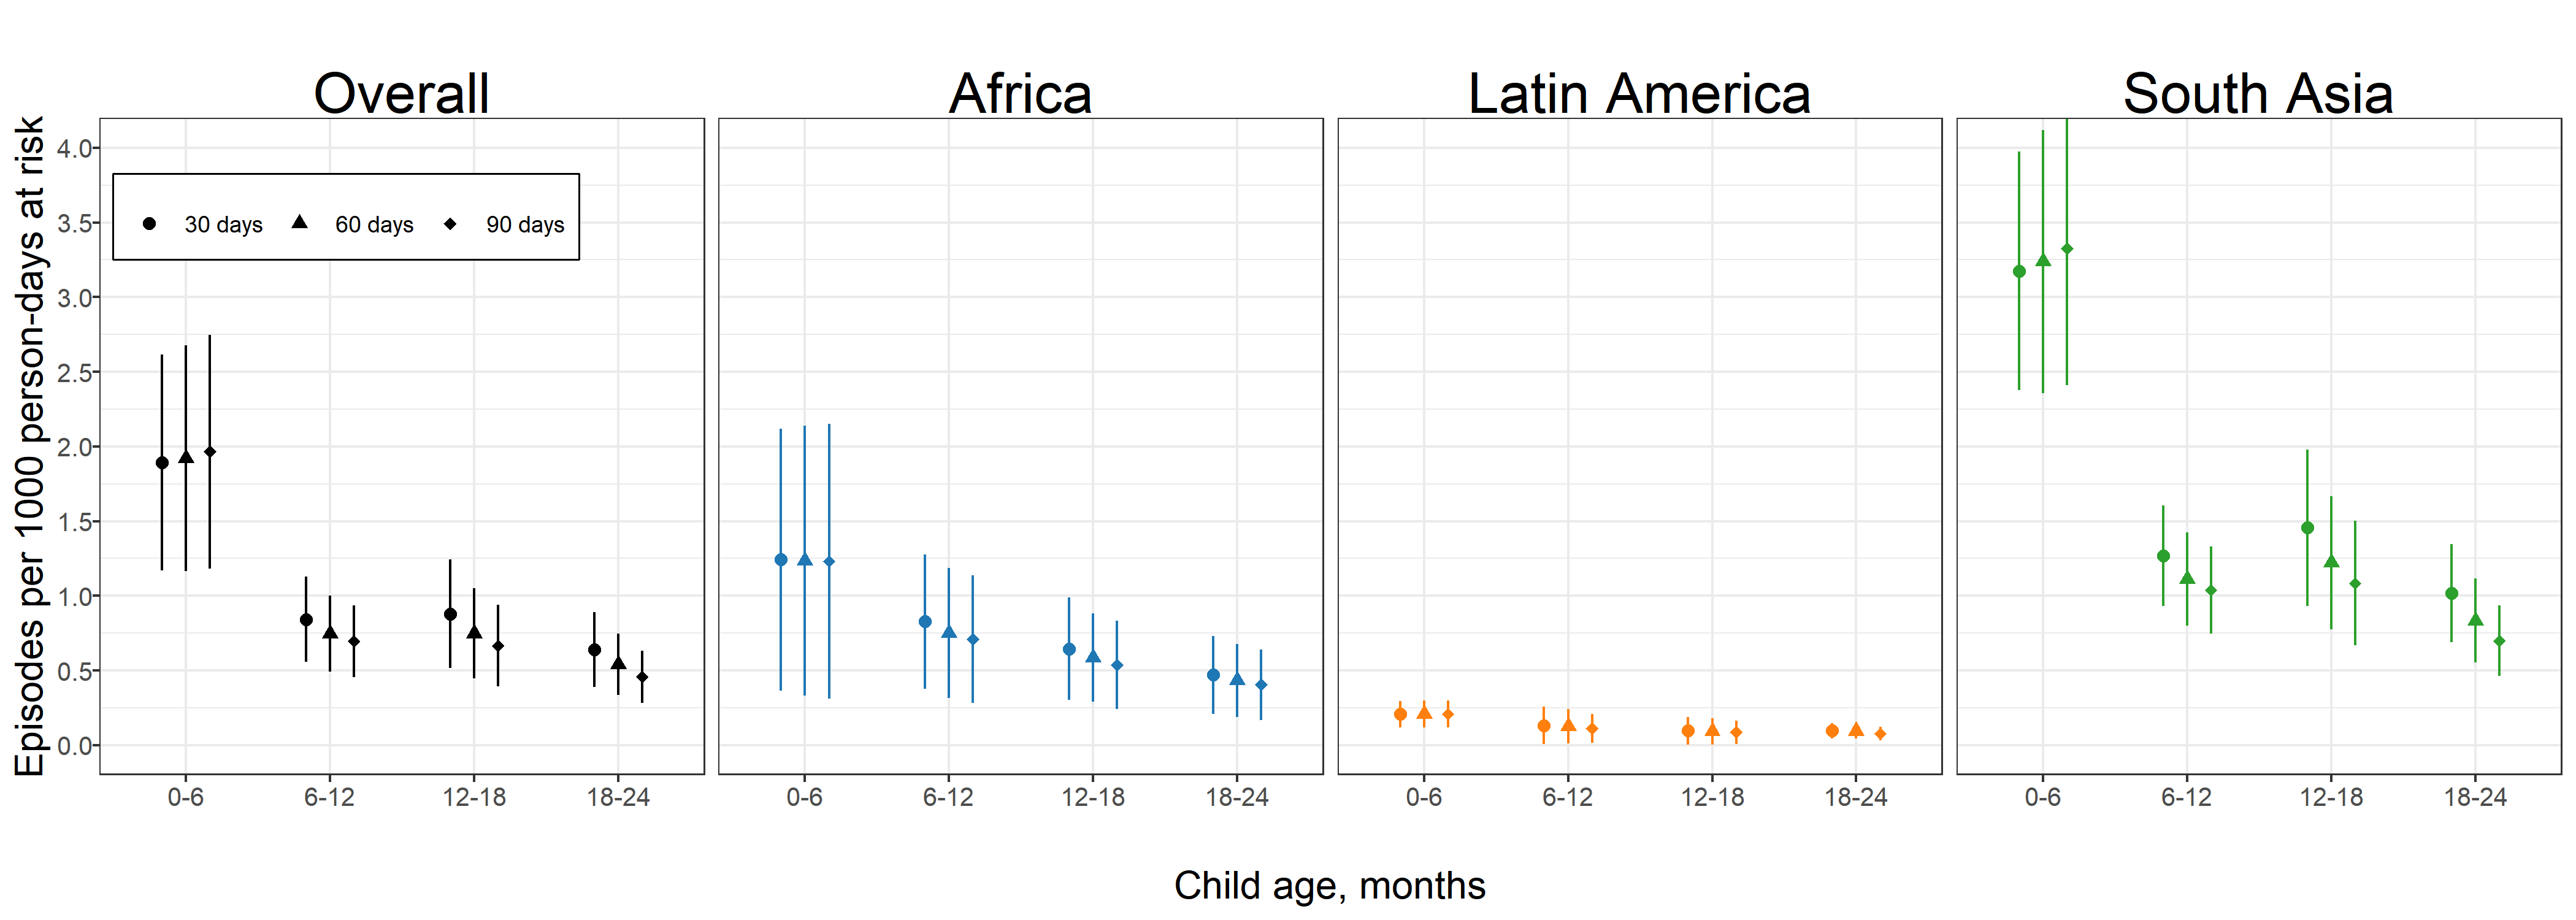 Overall
Africa
Latin America
South Asia
Episodes per 1000 person-days at risk
4.0
3.5
3.0
2.5
2.0
1.5
1.0
0.5
0.0
30 days 60 days 90 days
0-6 6-12 12-18 18-24
0-6 6-12 12-18 18-24
0-6 6-12 12-18 18-24
0-6 6-12 12-18 18-24
Child age, months